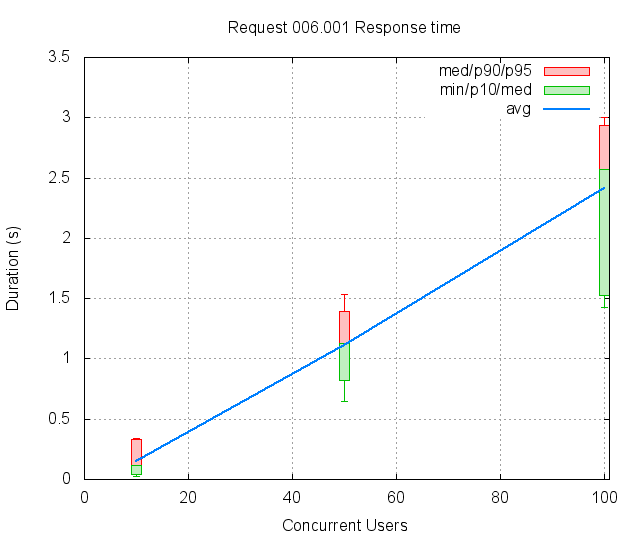 Request 006.001 Response time
3.5
3
2.5
2
1.5
1
0.5
0
med/p90/p95
min/p10/med
avg
Duration (s)
0 20 40 60 80 100
Concurrent Users